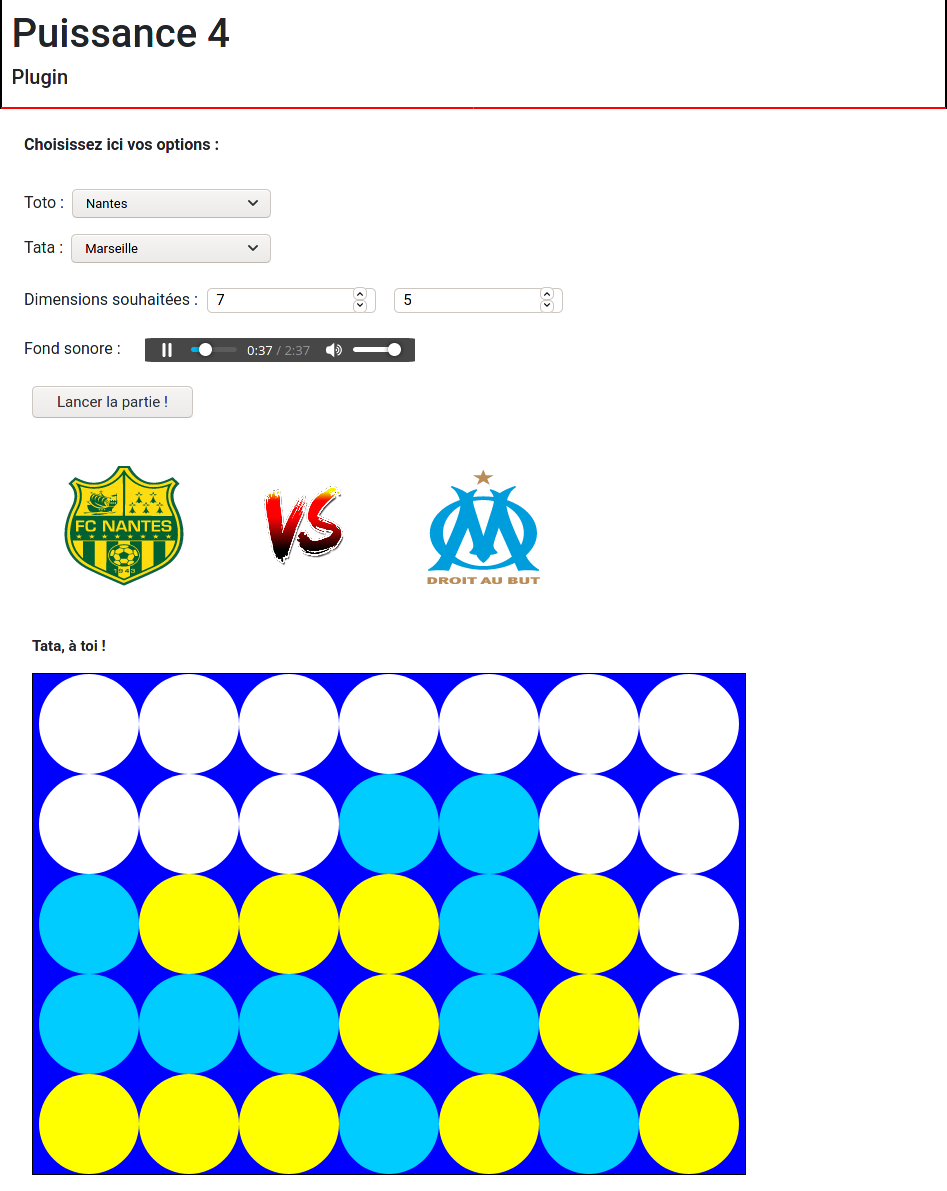 Puissance 4
Plugin
Choisissez ici vos options :
Toto : Nantes
Tata : Marseille
Dimensions souhaitées : 7 5
Fond sonore : 0:37 / 2:37
Lancer la partie !
FC NANTES
1943
VS
DROIT AU BUT
Tata, à toi !